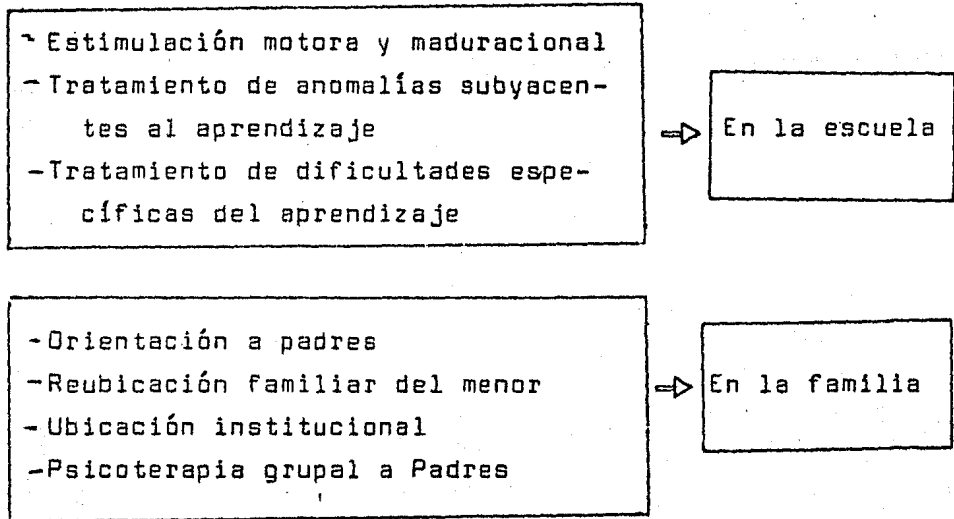 - Estimulación motora y maduracional
- Tratamiento de anomalías subyacen-
tes al aprendizaje
-Tratamiento de dificultades espe-
cíficas del aprendizaje
En la escuela
-Orientación a padres
-Reubicación familiar del menor
-Ubicación institucional
-Psicoterapia grupal a Padres
En la familia